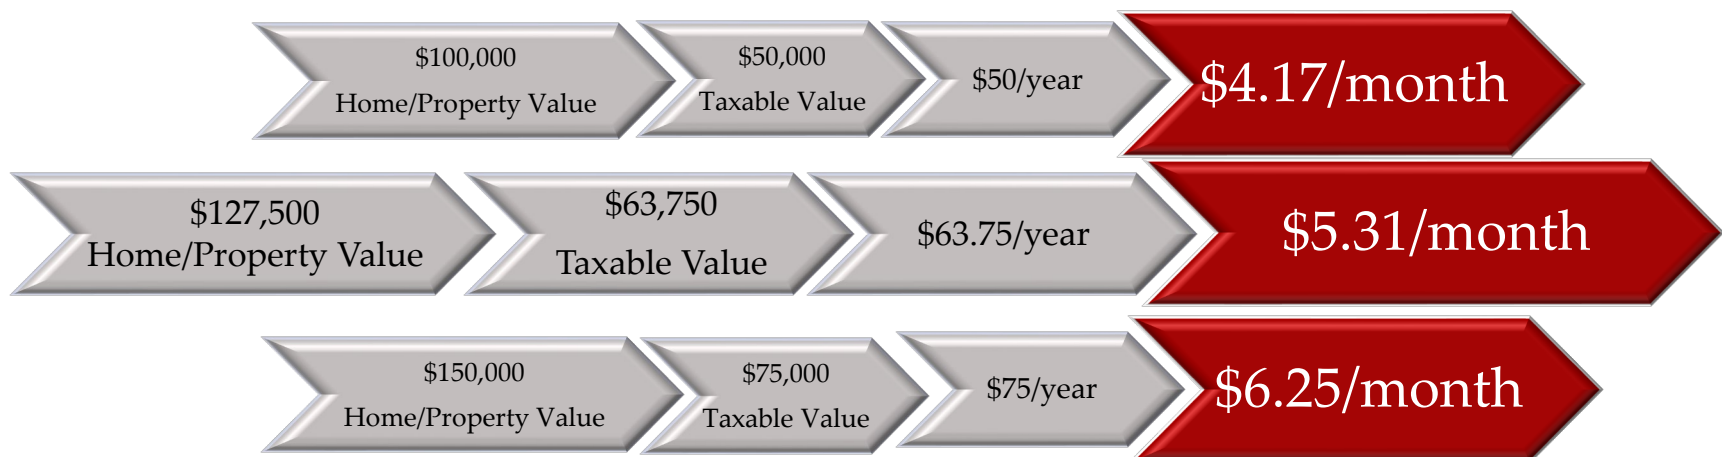 $100,000
Home/Property Value
$50,000
Taxable Value
$50/year
$4.17/month
$127,500
Home/Property Value
$63,750
Taxable Value
$63.75/year
$5.31/month
$150,000
Home/Property Value
$75,000
Taxable Value
$75/year
$6.25/month